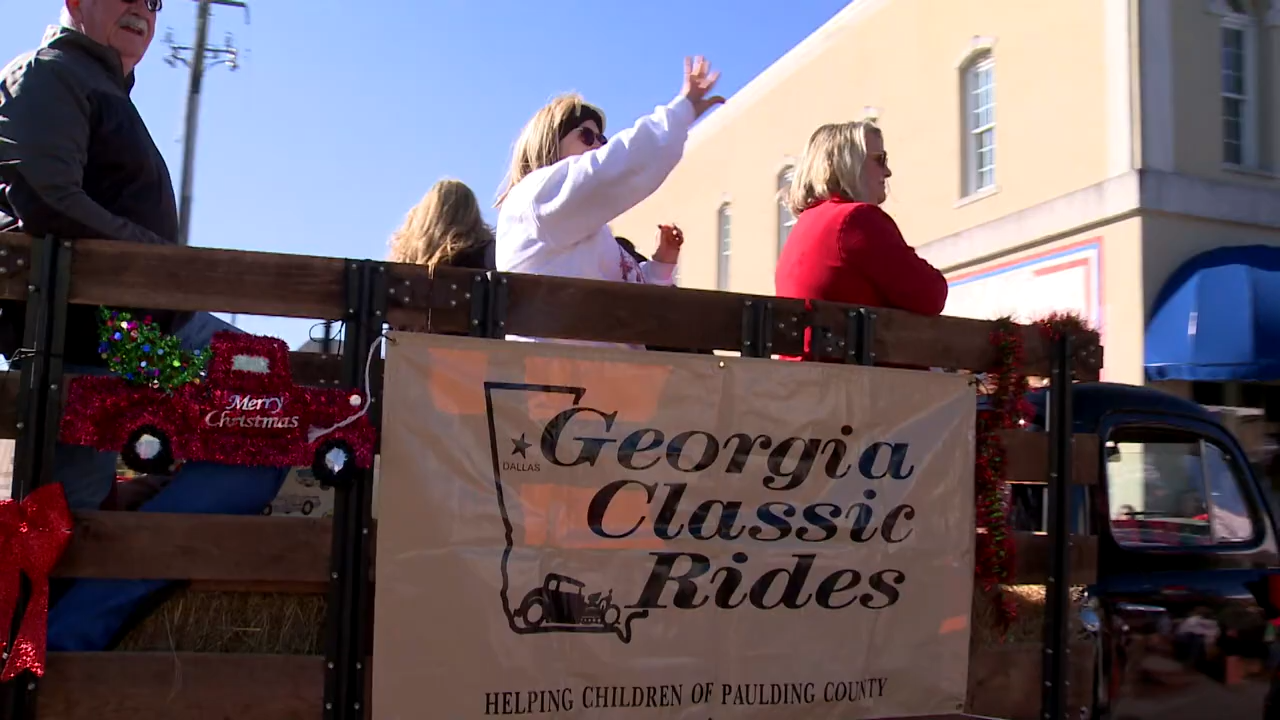 Merry
Christmas
DALLAS
Georgia
Classic
Rides
HELPING CHILDREN OF PAULDING COUNTY